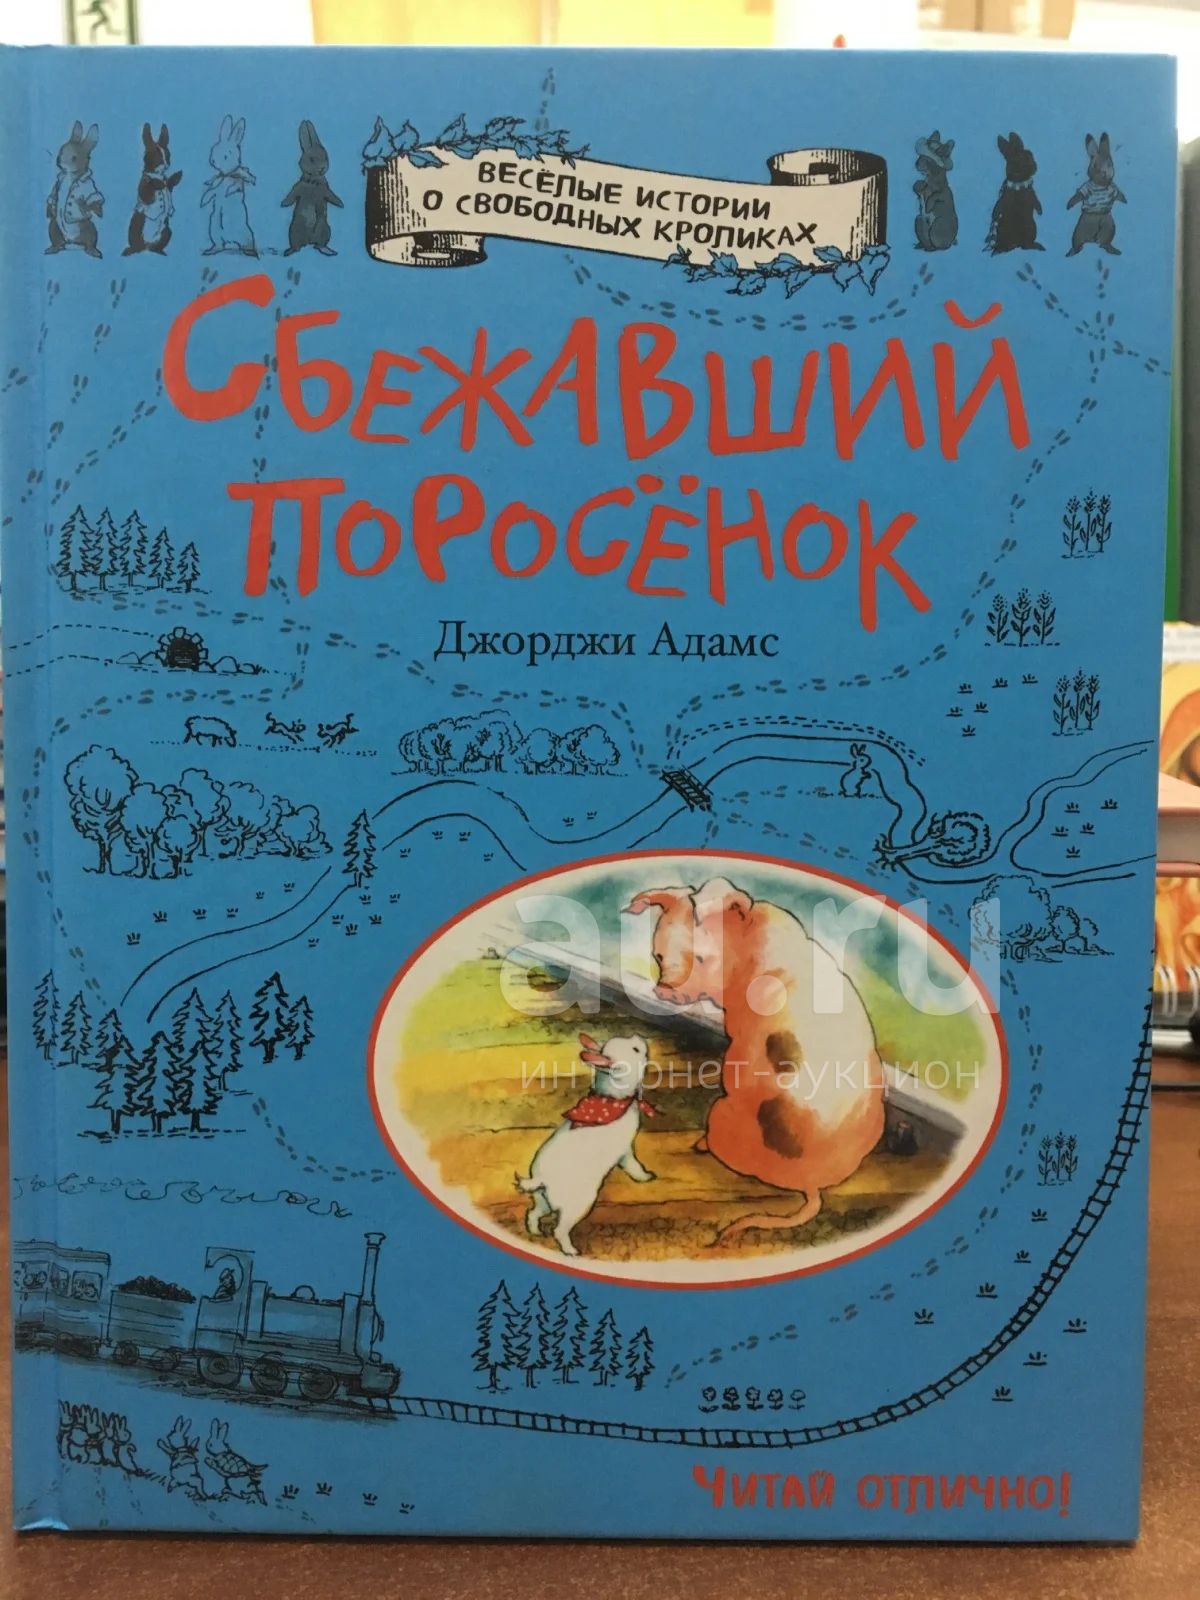 ВЕСЁЛЫЕ ИСТОРИИ
О СВОБОДНЫХ КРОЛИКАХ
СБЕЖАВШИЙ
ПОРОСЁНОК
Джорджи Адамс
au.ru
интернет-аукцион
ЧИТАЙ ОТЛИЧНО!